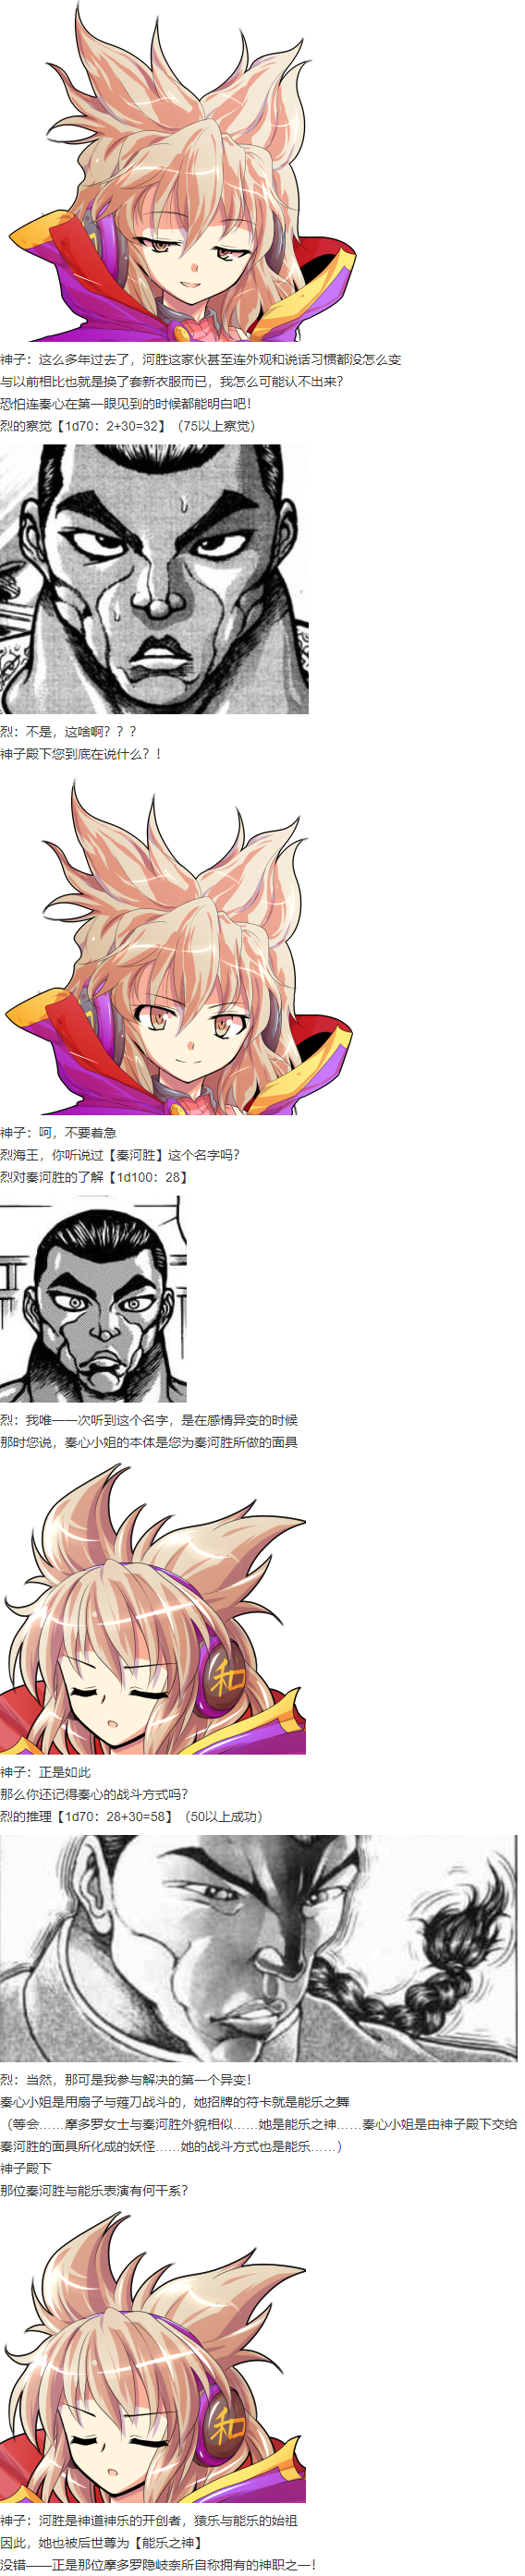 神子：这么多年过去了，河胜这家伙甚至连外观和说话习惯都没怎么变
与以前相比也就是换了套新衣服而已，我怎么可能认不出来？
恐怕连秦心在第一眼见到的时候都能明白吧！
烈的察觉【1d70：2+30=32】（75以上察觉）
烈：不是，这啥啊？？？
神子殿下您到底在说什么？！
神子：呵，不要着急
烈海王，你听说过【秦河胜】这个名字吗？
烈对秦河胜的了解【1d100：28】
烈：我唯一一次听到这个名字，是在感情异变的时候
那时您说，秦心小姐的本体是您为秦河胜所做的面具
和
神子：正是如此
那么你还记得秦心的战斗方式吗？
烈的推理【1d70：28+30=58】（50以上成功）
烈：当然，那可是我参与解决的第一个异变！
秦心小姐是用扇子与薙刀战斗的，她招牌的符卡就是能乐之舞
（等会……摩多罗女士与秦河胜外貌相似……她是能乐之神……秦心小姐是由神子殿下交给
秦河胜的面具所化成的妖怪……她的战斗方式也是能乐……）
神子殿下
那位秦河胜与能乐表演有何干系？
和
神子：河胜是神道神乐的开创者，猿乐与能乐的始祖
因此，她也被后世尊为【能乐之神】
没错——正是那位摩多罗隐岐奈所自称拥有的神职之一！